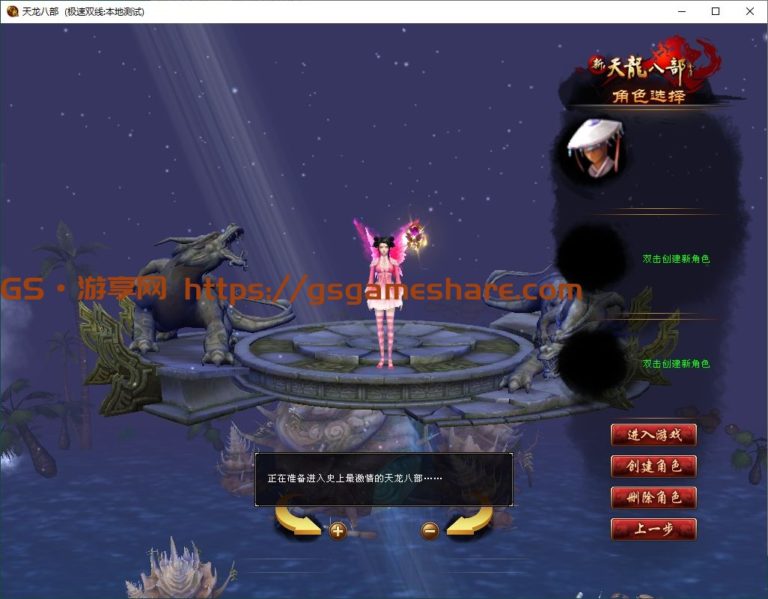 天龙八部 (极速双线:本地测试)
新天龍八部
角色选择
双击创建新角色
GS·游享网 https://gsgameshare.com
双击创建新角色
进入游戏
创建角色
删除角色
上一步
正在准备进入史上最激情的天龙八部……